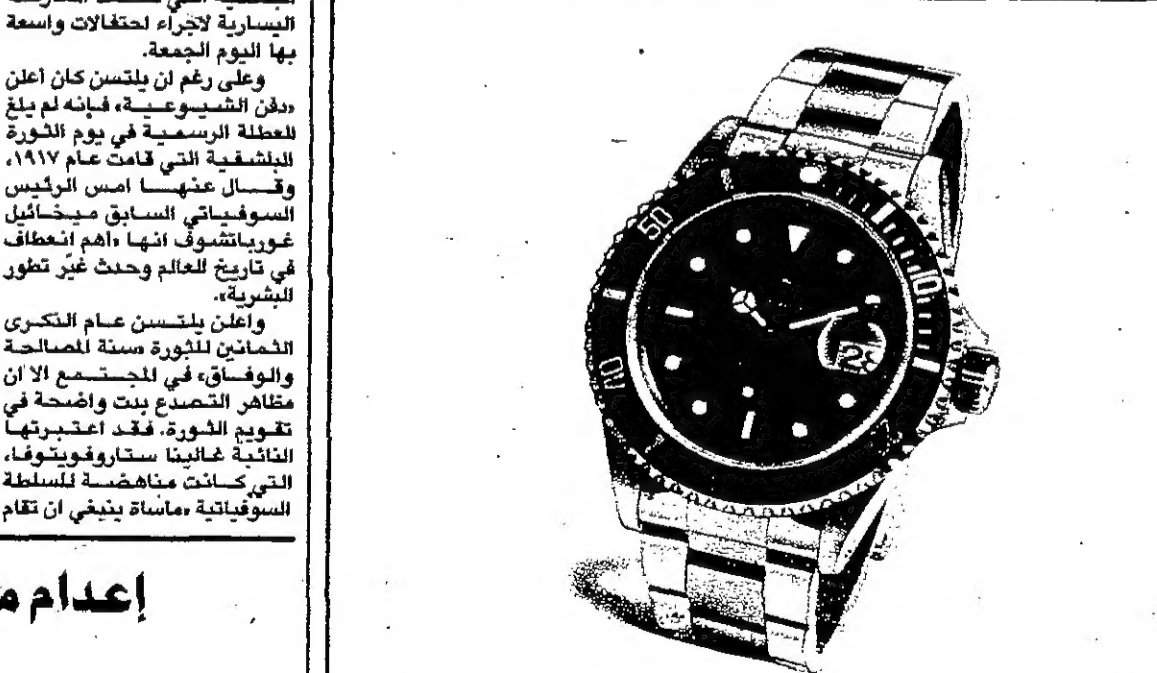 اليسارية لاجراء احتفالات واسعة
بها اليوم الجمعة.
وعلى رغم ان يلتسن كان أعلن
«دفن الشيوعية» فإنه لم يلغ
العطلة الرسمية في يوم الثورة
البلشفية التي قامت عام ١٩١٧،
وقال عنها امس الرئيس
السوفياتي السابق ميخائيل
غورباتشوف انها «اهم انعطاف
في تاريخ العالم وحدث غيّر تطور
البشرية».
واعلن يلتسن عام الذكرى
الثمانين للثورة «سنة المصالحة
والوفاق» في المجتمع الا ان
مظاهر التصدع بدت واضحة في
تقويم الثورة. فقد اعتبرتها
النائبة غالينا ستاروفويتوفا،
التي كانت مناهضة للسلطة
السوفياتية «مأساة ينبغي ان تقام
إعدام
50
10
28